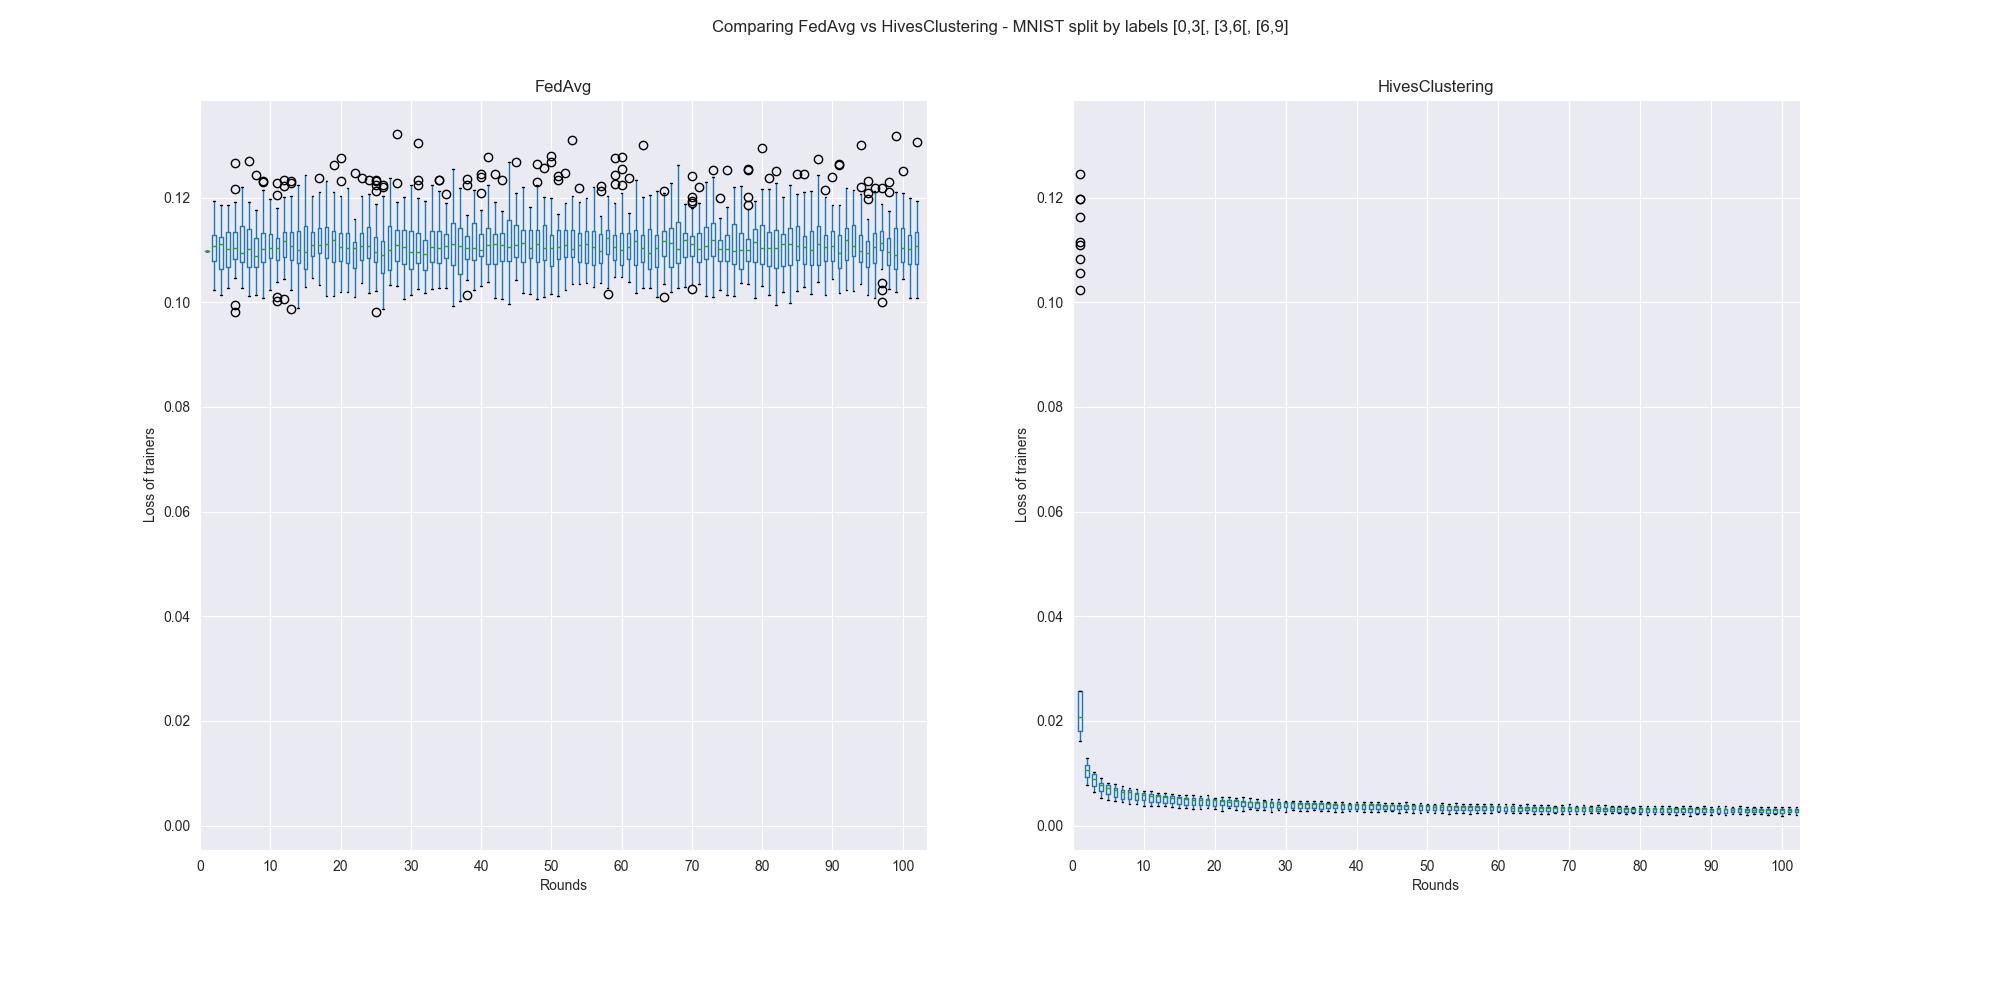 Comparing FedAvg vs HivesClustering - MNIST split by labels [0,3[, [3,6[, [6,9]
FedAvg
0.12
0.10
0.08
0.06
0.04
0.02
0.00
Loss of trainers
0 10 20 30 40 50 60 70 80 90 100
Rounds
HivesClustering
0.12
0.10
0.08
0.06
0.04
0.02
0.00
Loss of trainers
0 10 20 30 40 50 60 70 80 90 100
Rounds